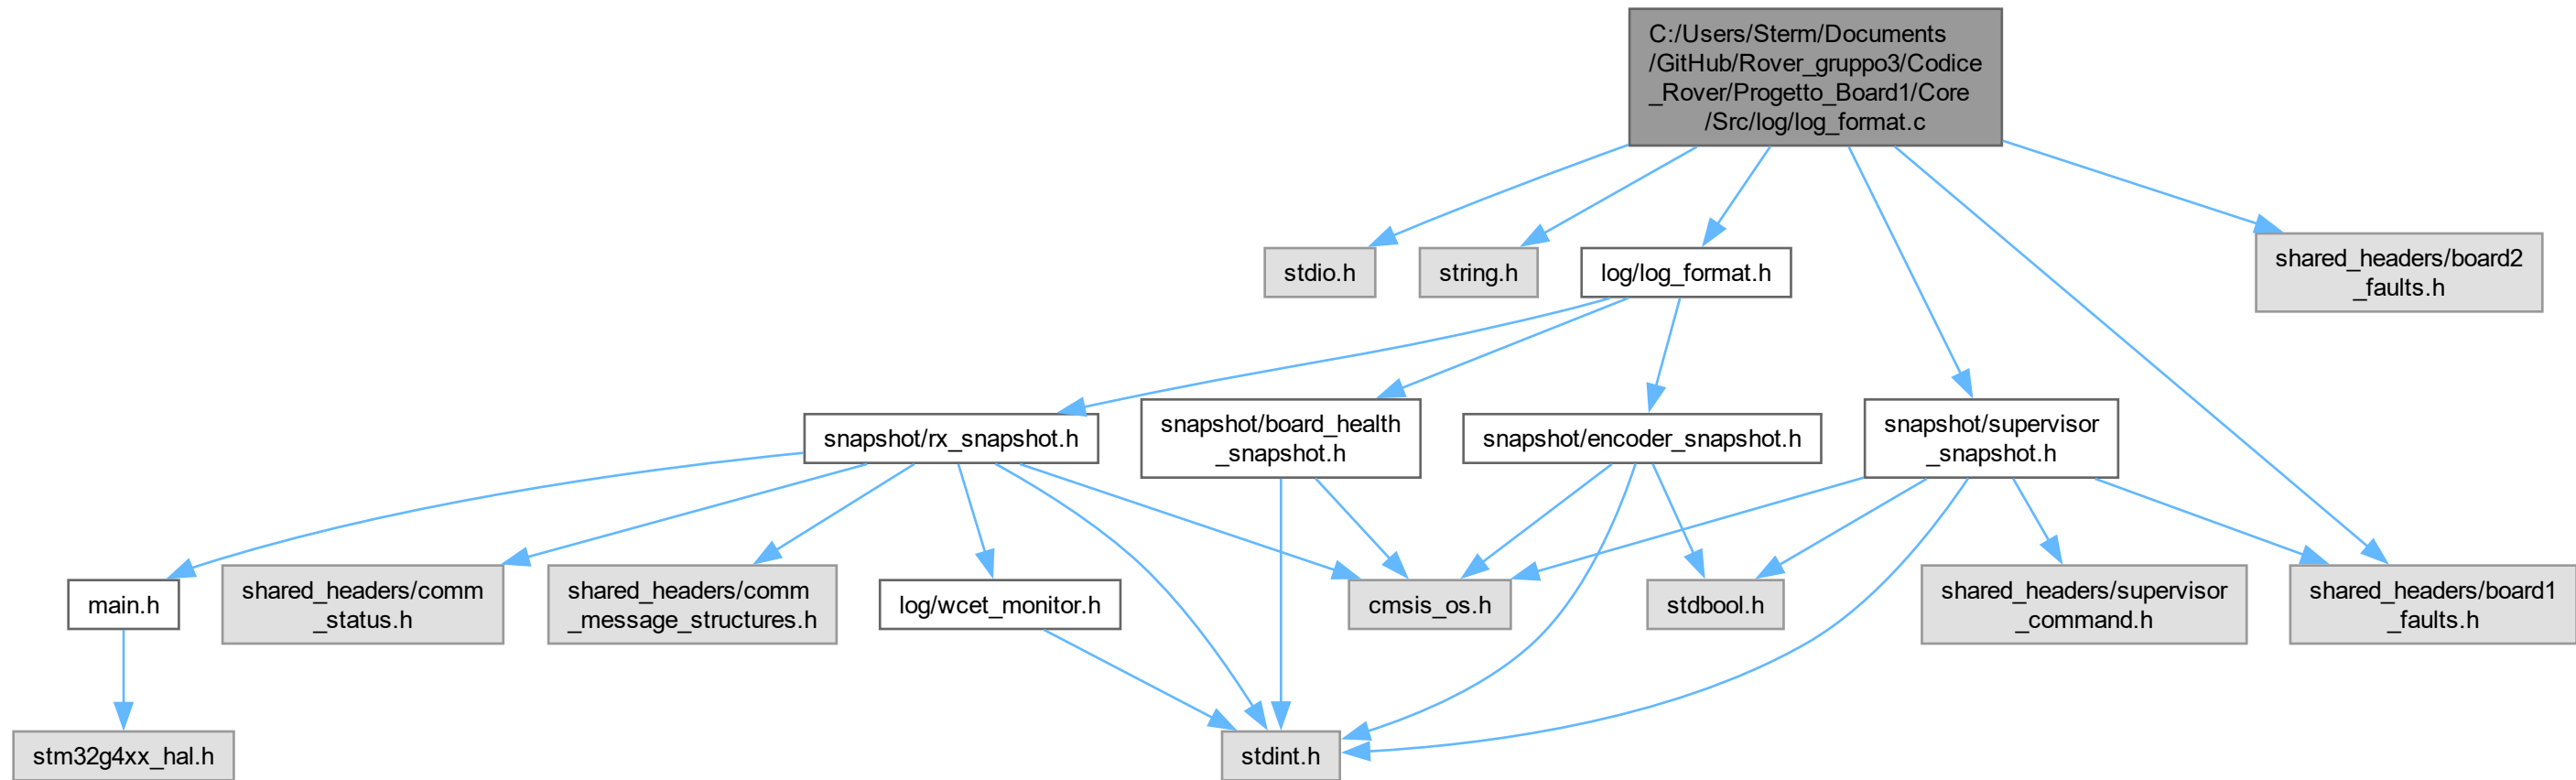 C:/Users/Sterm/Documents
/GitHub/Rover_gruppo3/Codice
_Rover/Progetto_Board1/Core
/Src/log/log_format.c
stdio.h
string.h
log/log_format.h
shared_headers/board2
_faults.h
snapshot/rx_snapshot.h
snapshot/board_health
_snapshot.h
snapshot/encoder_snapshot.h
snapshot/supervisor
_snapshot.h
main.h
shared_headers/comm
_status.h
shared_headers/comm
_message_structures.h
log/wcet_monitor.h
cmsis_os.h
stdbool.h
shared_headers/supervisor
_command.h
shared_headers/board1
_faults.h
stm32g4xx_hal.h
stdint.h